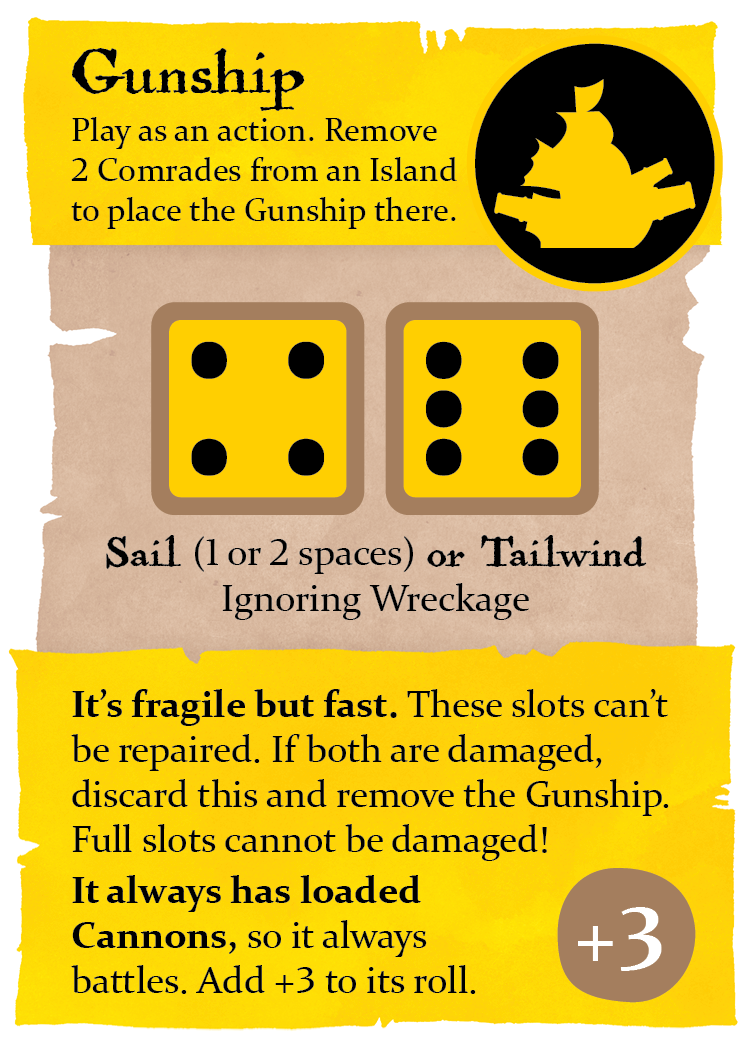 Gunship
Play as an action. Remove
2 Comrades from an Island
to place the Gunship there.
Sail (1 or 2 spaces) or Tailwind
Ignoring Wreckage
It’s fragile but fast. These slots can’t
be repaired. If both are damaged,
discard this and remove the Gunship.
Full slots cannot be damaged!
It always has loaded
Cannons, so it always
battles. Add +3 to its roll.
+3